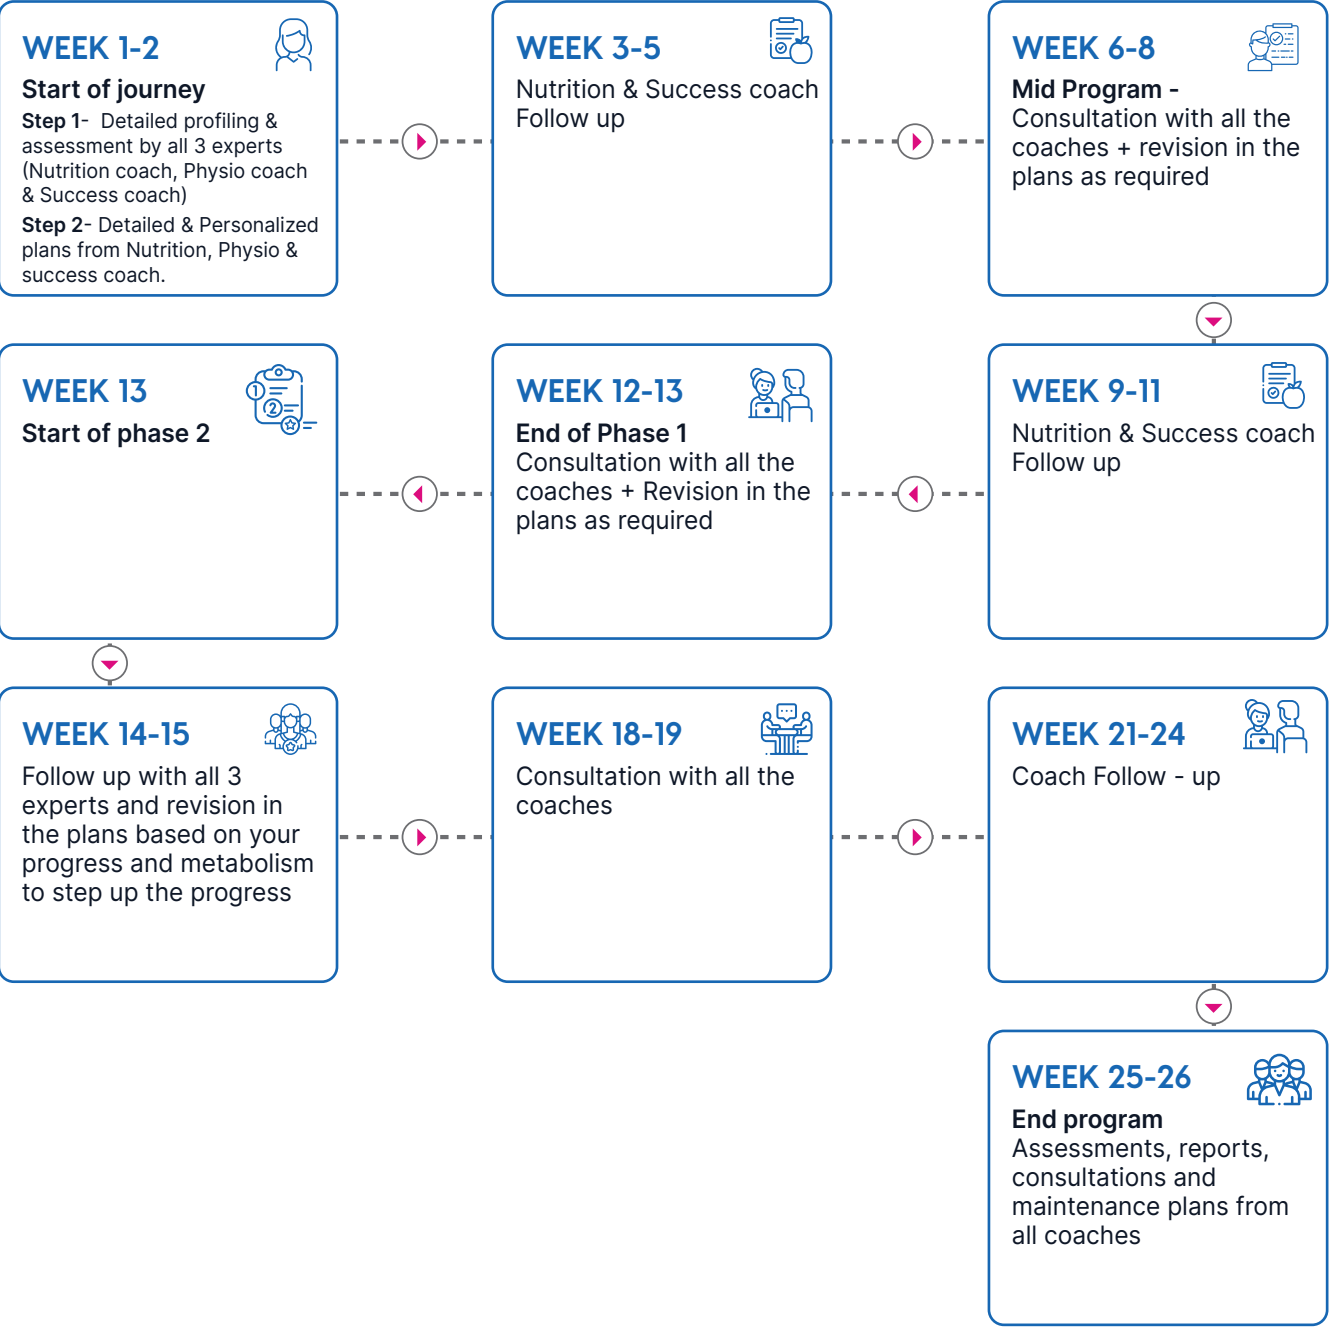 WEEK 1-2
Start of journey
Step 1-  Detailed profiling &
assessment by all 3 experts
(Nutrition coach, Physio coach
& Success coach)
Step 2- Detailed & Personalized
plans from Nutrition, Physio &
success coach.
WEEK 3-5
Nutrition & Success coach
Follow up
WEEK 6-8
Mid Program -
Consultation with all the
coaches + revision in the
plans as required
WEEK 9-11
Nutrition & Success coach
Follow up
WEEK 12-13
End of Phase 1
Consultation with all the
coaches + Revision in the
plans as required
WEEK 13
Start of phase 2
1
2
WEEK 14-15
Follow up with all 3
experts and revision in
the plans based on your
progress and metabolism
to step up the progress
WEEK 18-19
Consultation with all the
coaches
WEEK 21-24
Coach Follow - up
WEEK 25-26
End program
Assessments, reports,
consultations and
maintenance plans from
all coaches